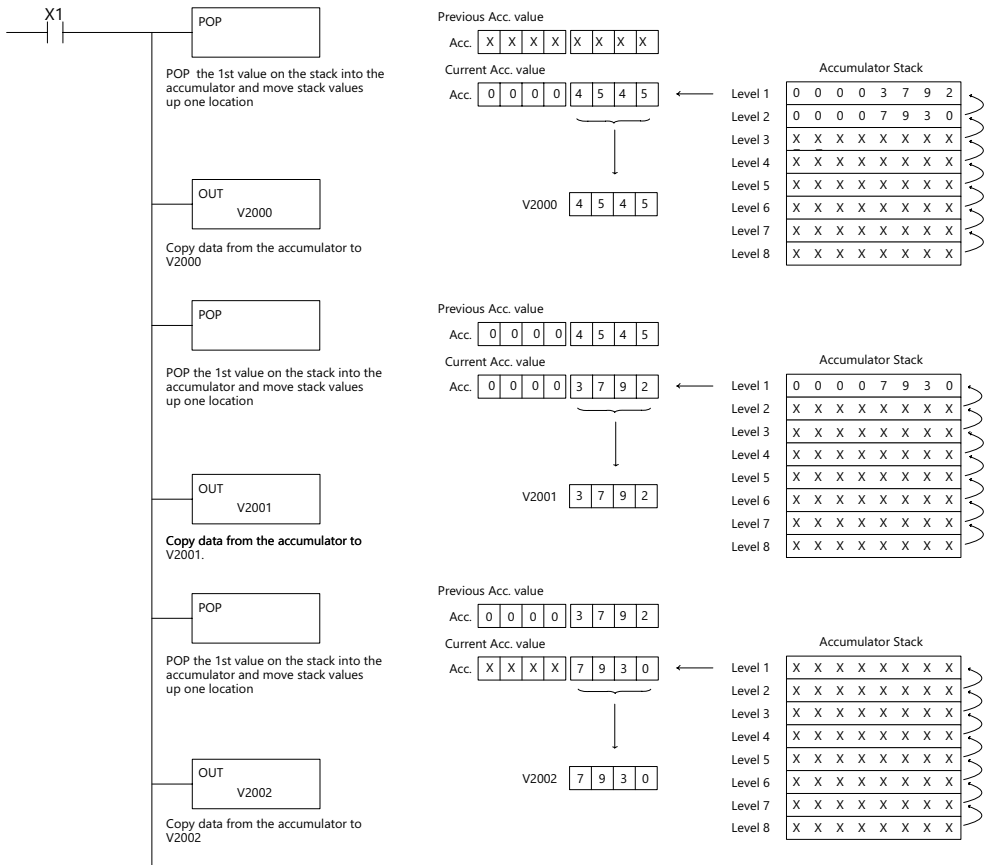 X1
POP
POP the 1st value on the stack into the
accumulator and move stack values
up one location
OUT
V2000
Copy data from the accumulator to
V2000
Previous Acc. value
Acc. X X X X X X X X
Current Acc. value
Acc. 0 0 0 0 4 5 4 5
V2000 4 5 4 5
Accumulator Stack
Level 1 0 0 0 0 3 7 9 2
Level 2 0 0 0 0 7 9 3 0
Level 3 X X X X X X X X
Level 4 X X X X X X X X
Level 5 X X X X X X X X
Level 6 X X X X X X X X
Level 7 X X X X X X X X
Level 8 X X X X X X X X
POP
POP the 1st value on the stack into the
accumulator and move stack values
up one location
OUT
V2001
Copy data from the accumulator to
V2001.
Previous Acc. value
Acc. 0 0 0 0 4 5 4 5
Current Acc. value
Acc. 0 0 0 0 3 7 9 2
V2001 3 7 9 2
Accumulator Stack
Level 1 0 0 0 0 7 9 3 0
Level 2 X X X X X X X X
Level 3 X X X X X X X X
Level 4 X X X X X X X X
Level 5 X X X X X X X X
Level 6 X X X X X X X X
Level 7 X X X X X X X X
Level 8 X X X X X X X X
POP
POP the 1st value on the stack into the
accumulator and move stack values
up one location
OUT
V2002
Copy data from the accumulator to
V2002
Previous Acc. value
Acc. 0 0 0 0 3 7 9 2
Current Acc. value
Acc. X X X X 7 9 3 0
V2002 7 9 3 0
Accumulator Stack
Level 1 X X X X X X X X
Level 2 X X X X X X X X
Level 3 X X X X X X X X
Level 4 X X X X X X X X
Level 5 X X X X X X X X
Level 6 X X X X X X X X
Level 7 X X X X X X X X
Level 8 X X X X X X X X